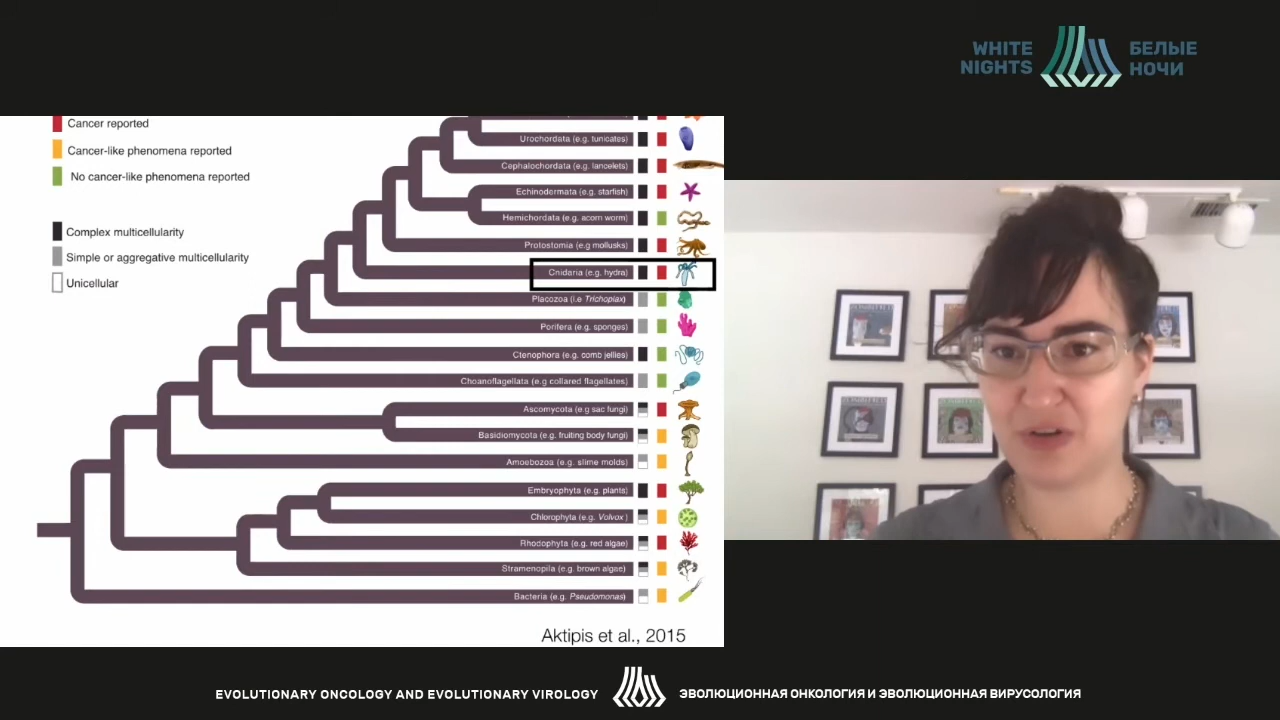 WHITE
NIGHTS
БЕЛЫЕ
НОЧИ
Cancer reported
Cancer-like phenomena reported
No cancer-like phenomena reported
Complex multicellularity
Simple or aggregative multicellularity
Unicellular
Urochordata (e.g. tunicates)
Cephalochordata (e.g. lancelets)
Echinodermata (e.g. starfish)
Hemichordata (e.g. acorn worm)
Protostomia (e.g mollusks)
Cnidaria (e.g. hydra)
Placozoa (i.e Trichoplax)
Porifera (e.g. sponges)
Ctenophora (e.g. comb jellies)
Choanoflagellata (e.g collared flagellates)
Ascomycota (e.g sac fungi)
Basidiomycota (e.g. fruiting body fungi)
Amoebozoa (e.g. slime molds)
Embryophyta (e.g. plants)
Chlorophyta (e.g. Volvox )
Rhodophyta (e.g. red algae)
Stramenopila (e.g. brown algae)
Bacteria (e.g. Pseudomonas)
Aktipis et al., 2015
EVOLUTIONARY ONCOLOGY AND EVOLUTIONARY VIROLOGY
ЭВОЛЮЦИОННАЯ ОНКОЛОГИЯ И ЭВОЛЮЦИОННАЯ ВИРУСОЛОГИЯ